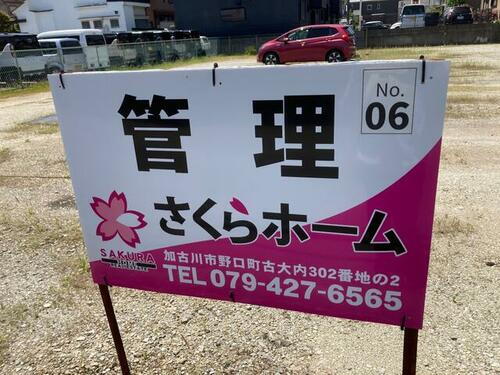 No.
06
管理
さくらホーム
SAKURA
HOME
加古川市野口町古大内302番地の2
TEL 079-427-6565